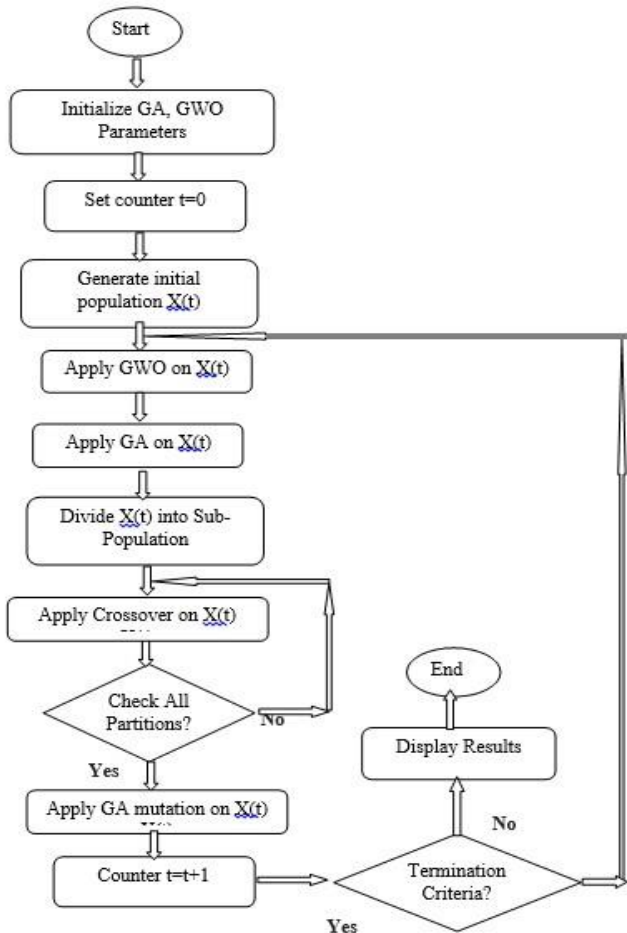 Start
Initialize GA, GWO
Parameters
Set counter t=0
Generate initial
population X(t)
Apply GWO on X(t)
Apply GA on X(t)
Divide X(t) into Sub-
Population
Apply Crossover on X(t)
Check All
Partitions?
No
Yes
Apply GA mutation on X(t)
Counter t=t+1
End
Display Results
No
Termination
Criteria?
Yes